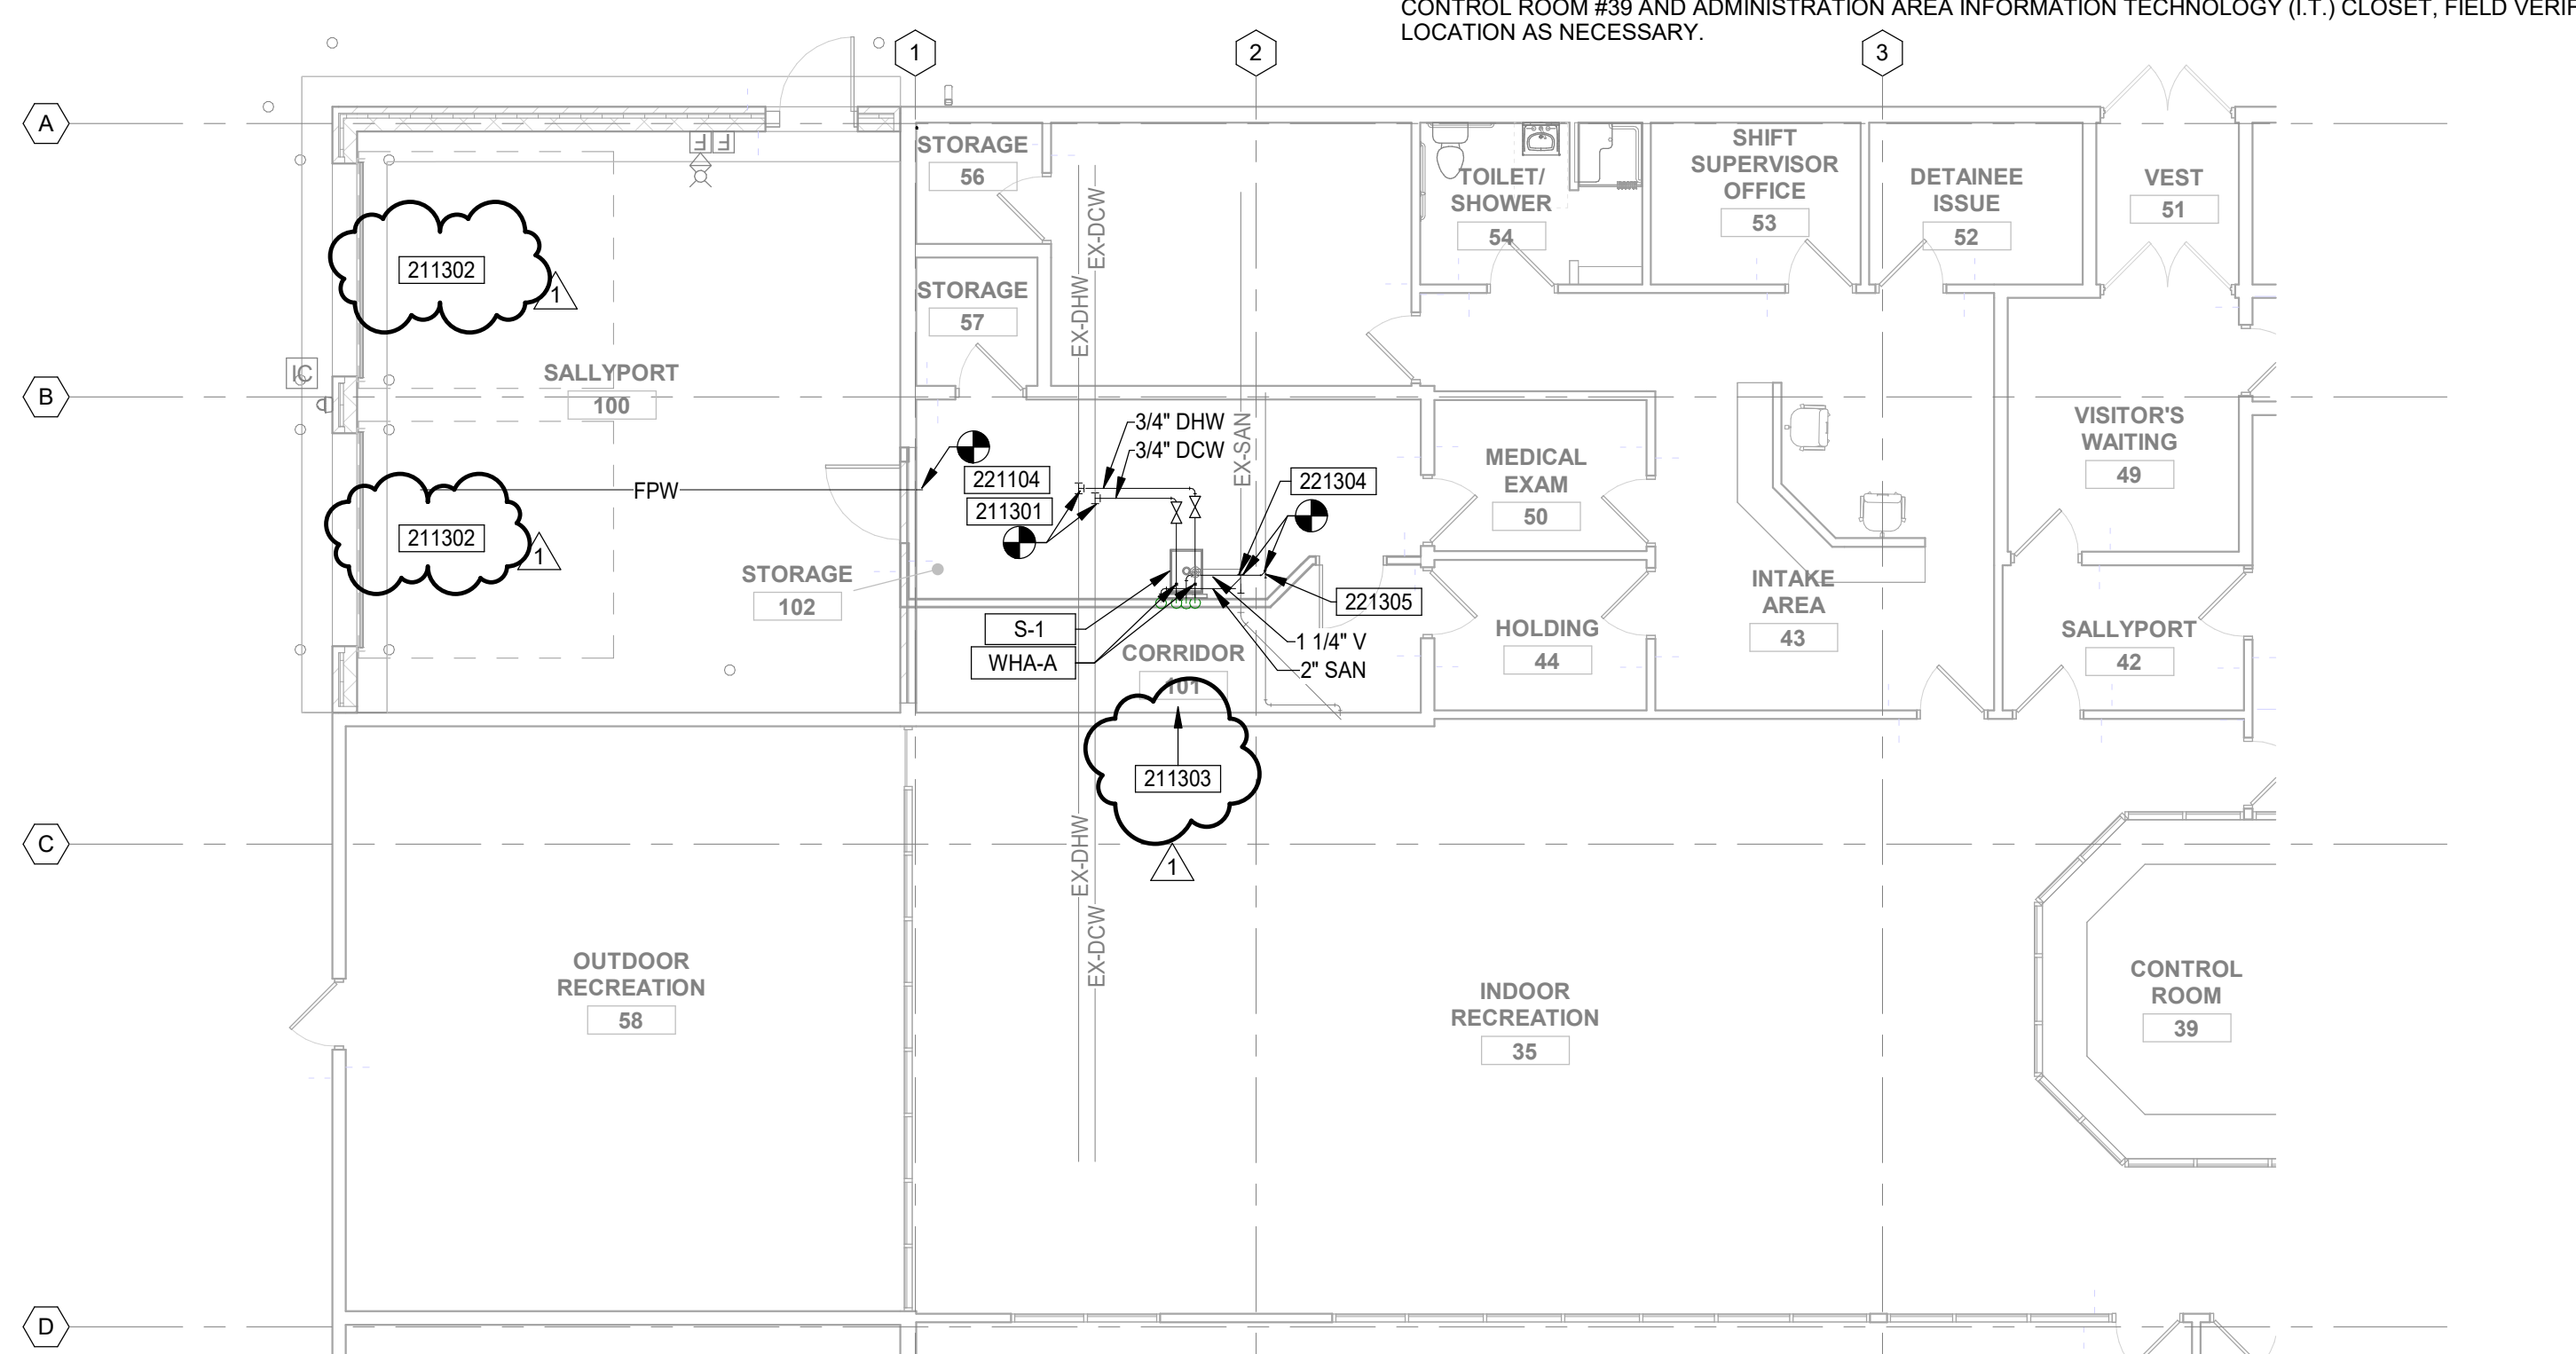 CONTROL ROOM #39 AND ADMINISTRATION AREA INFORMATION TECHNOLOGY (I.T.) CLOSET, FIELD
LOCATION AS NECESSARY.
1
2
3
A
STORAGE
56
TOILET/
SHOWER
54
SHIFT
SUPERVISOR
OFFICE
53
DETAINEE
ISSUE
52
VEST
51
F F
EX-DCW
EX-DHW
211302
1
STORAGE
57
IC
SALLYPORT
100
B
3/4" DHW
3/4" DCW
EX-SAN
MEDICAL
EXAM
50
VISITOR'S
WAITING
49
FPW
221104
211301
221304
211302
1
STORAGE
102
221305
INTAKE
AREA
43
S-1
WHA-A
1 1/4" V
2" SAN
HOLDING
44
SALLYPORT
42
CORRIDOR
101
211303
1
C
EX-DHW
EX-DCW
OUTDOOR
RECREATION
58
INDOOR
RECREATION
35
CONTROL
ROOM
39
D